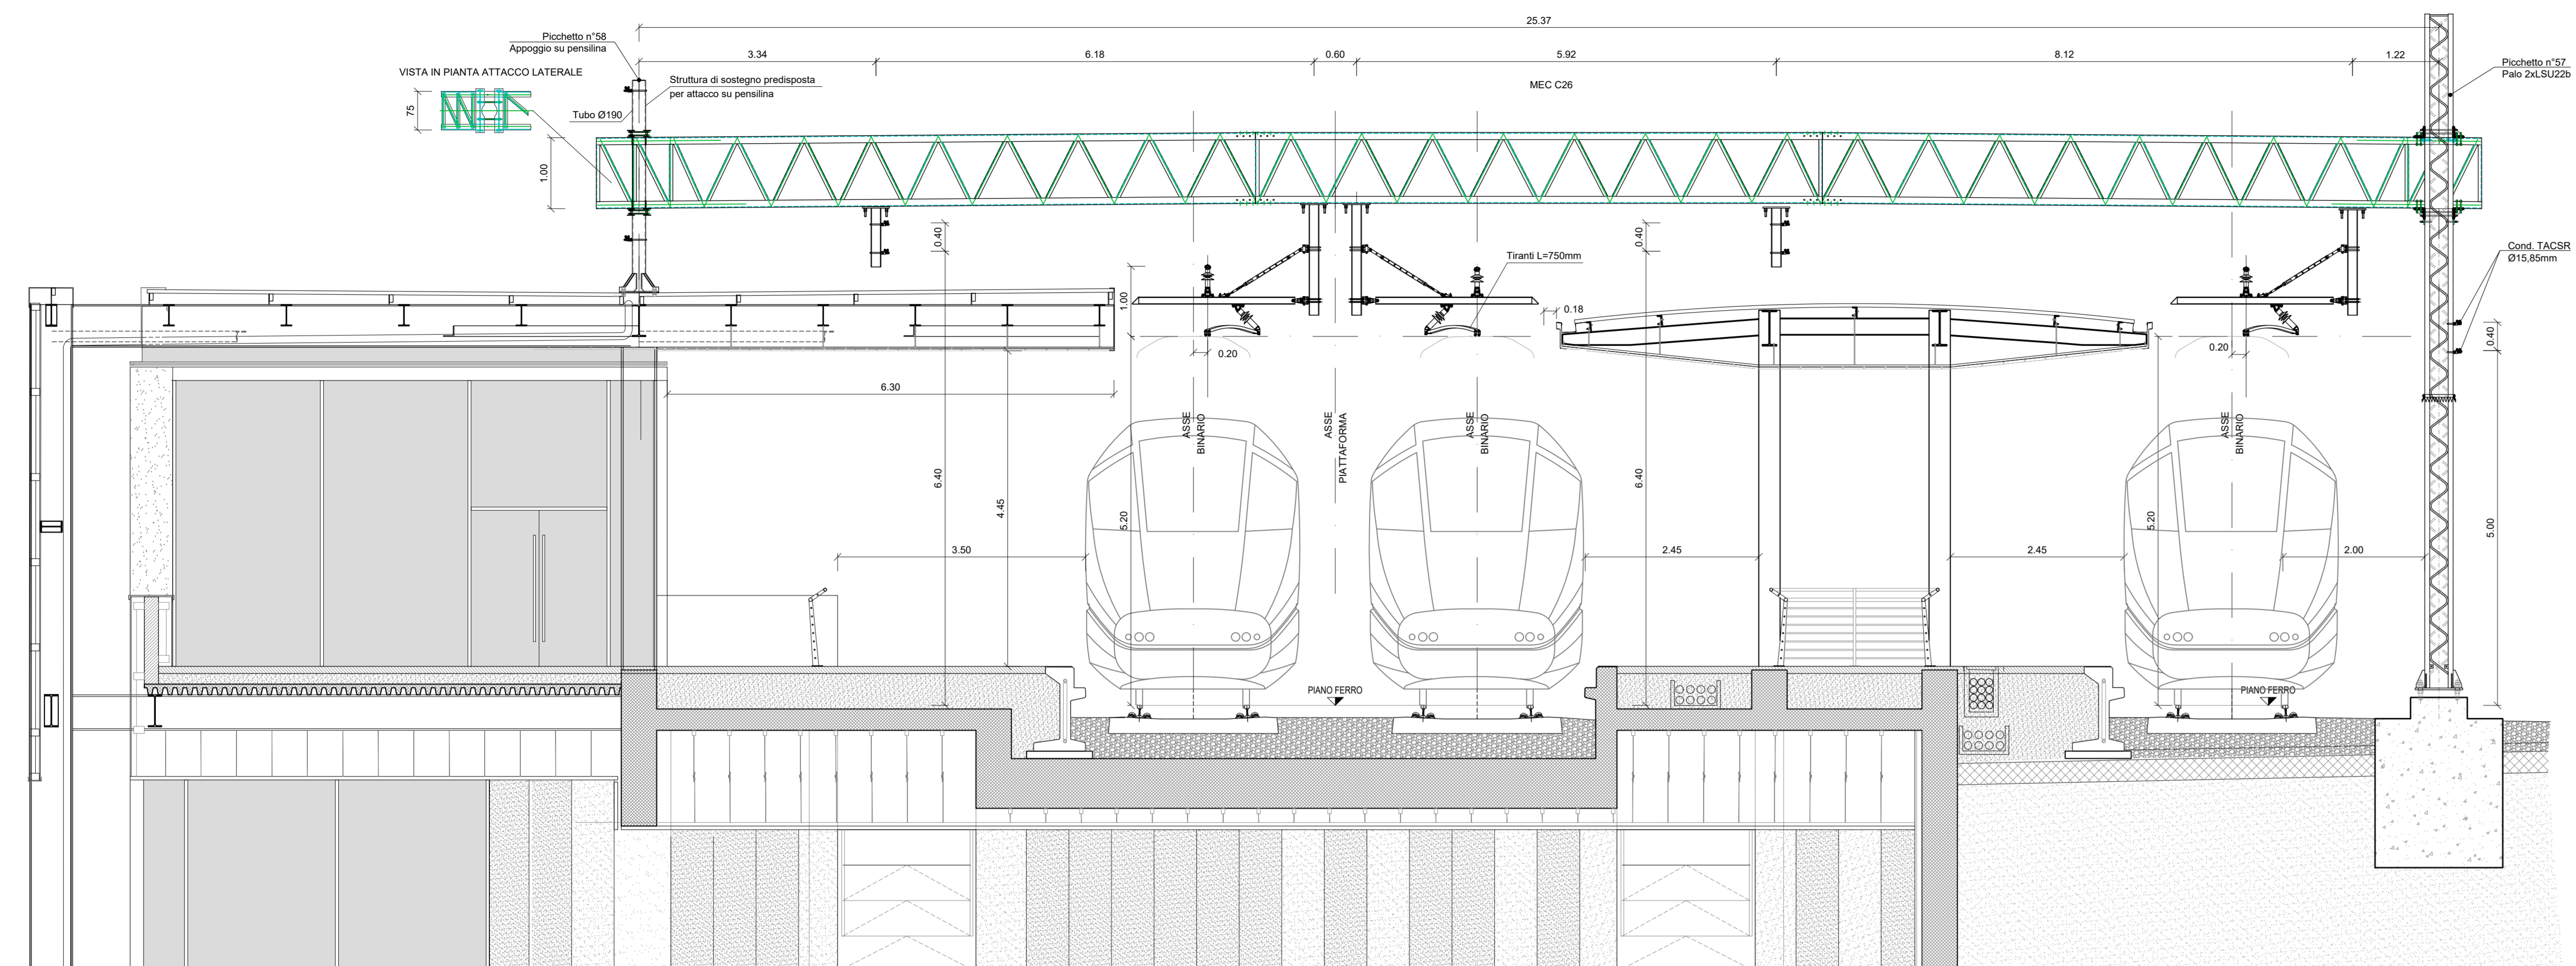 25.37
Picchetto n°58
Appoggio su pensilina
3.34
6.18
0.60
5.92
8.12
1.22
Picchetto n°57
Palo 2xLSU22b
VISTA IN PIANTA ATTACCO LATERALE
Struttura di sostegno predisposta
per attacco su pensilina
MEC C26
75
Tubo Ø190
1.00
0.40
0.40
Tiranti L=750mm
Cond. TACSR
Ø15,85mm
1.00
0.18
0.40
0.20
0.20
6.30
ASSE
BINARIO
ASSE
PIATTAFORMA
ASSE
BINARIO
ASSE
BINARIO
6.40
4.45
5.20
6.40
5.20
5.00
3.50
2.45
2.45
2.00
PIANO FERRO
PIANO FERRO